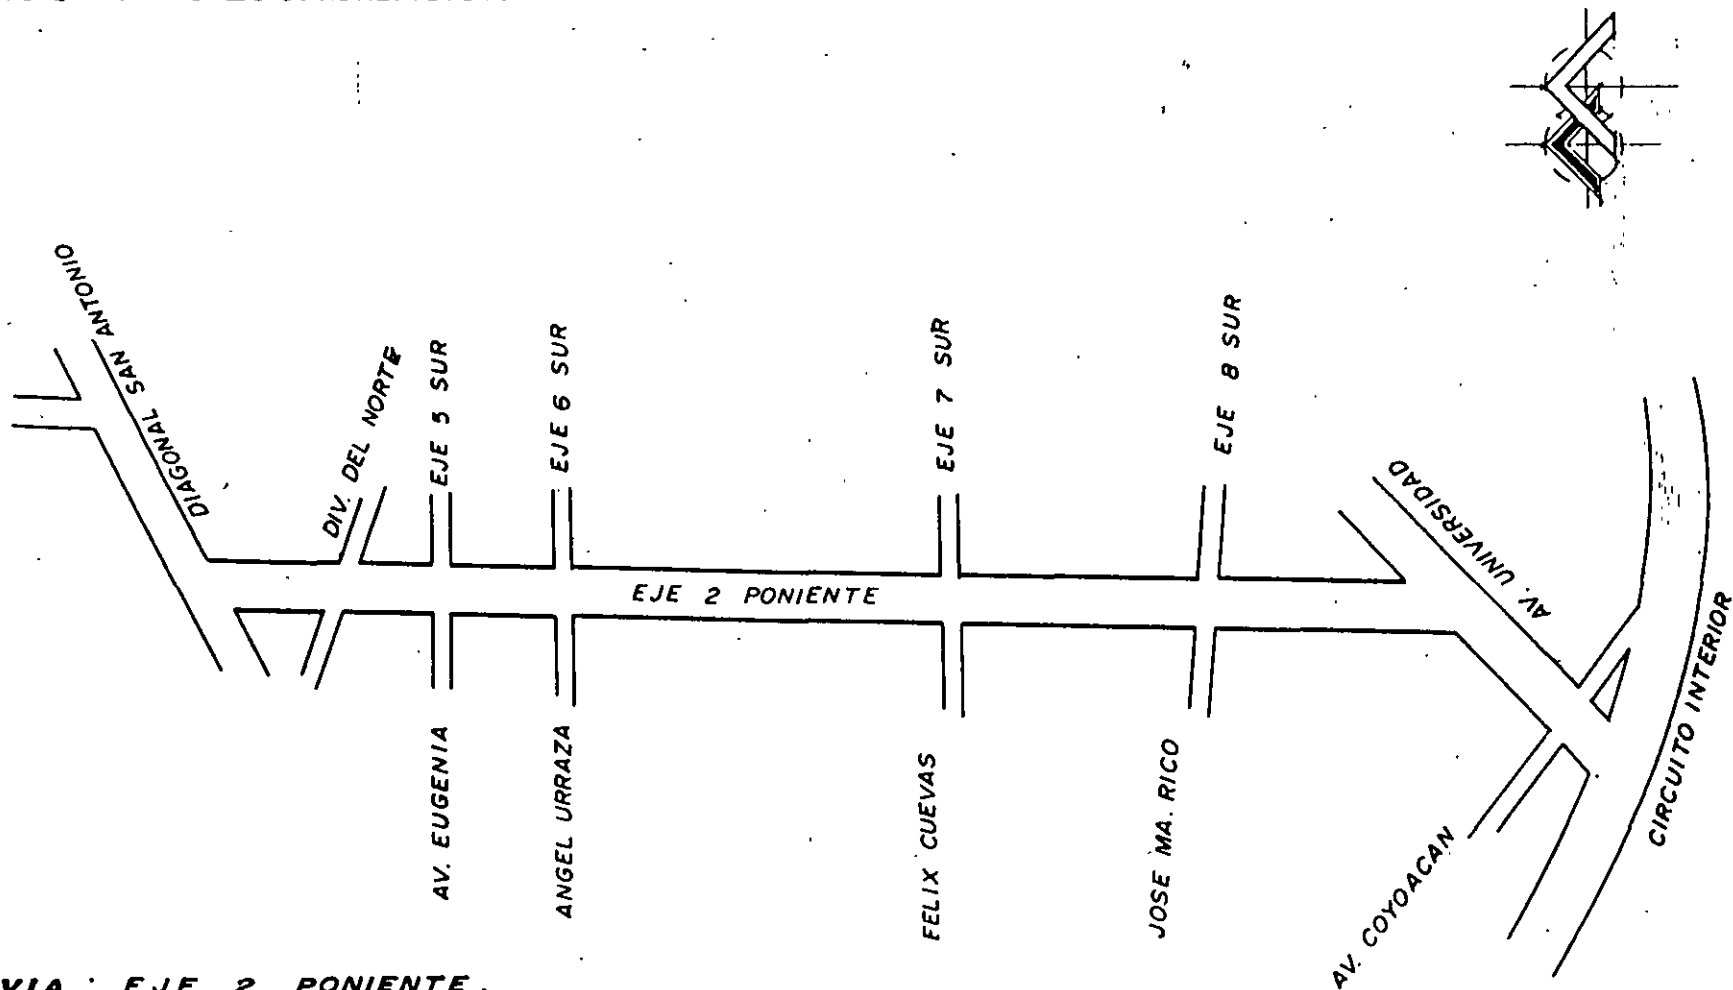 DIAGONAL SAN ANTONIO
DIV. DEL NORTE
EJE 5 SUR
EJE 6 SUR
EJE 7 SUR
EJE 8 SUR
AV. UNIVERSIDAD
EJE 2 PONIENTE
CIRCUITO INTERIOR
AV. EUGENIA
ANGEL URRAZA
FELIX CUEVAS
JOSE MA. RICO
AV. COYOACAN
VIA : EJE 2 PONIENTE.